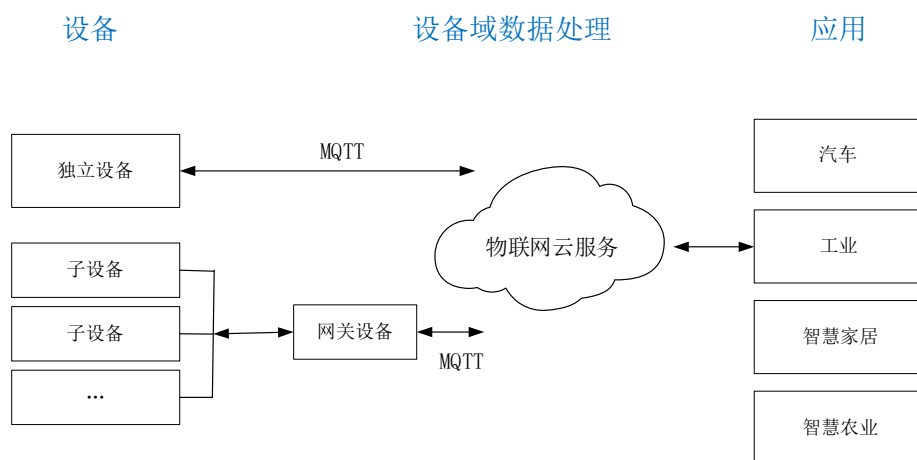 设备
设备域数据处理
应用
独立设备
MQTT
汽车
物联网云服务
工业
子设备
子设备
网关设备
MQTT
智慧家居
...
智慧农业